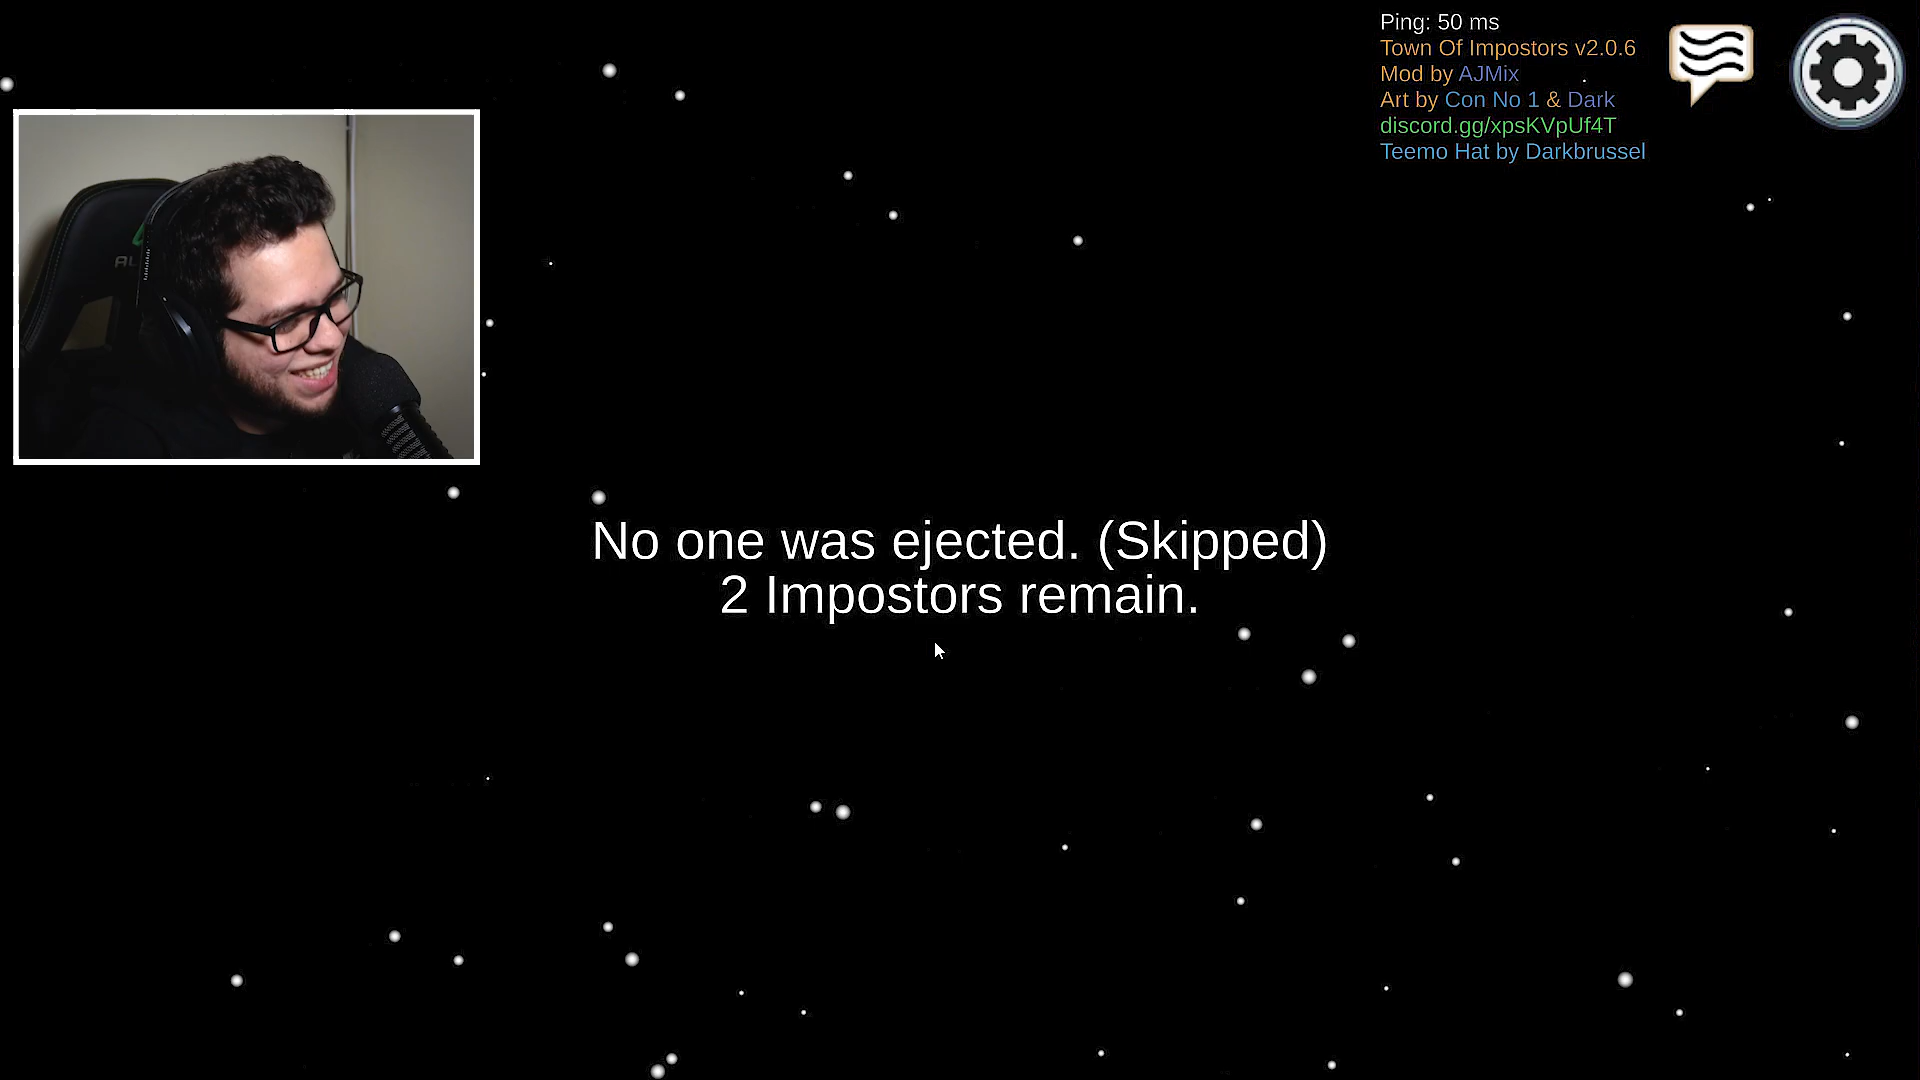 Ping: 50 ms
Town Of Impostors v2.0.6
Mod by AJMix
Art by Con No 1 & Dark
discord.gg/xpsKVpUf4T
Teemo Hat by Darkbrussel
No one was ejected. (Skipped)
2 Impostors remain.